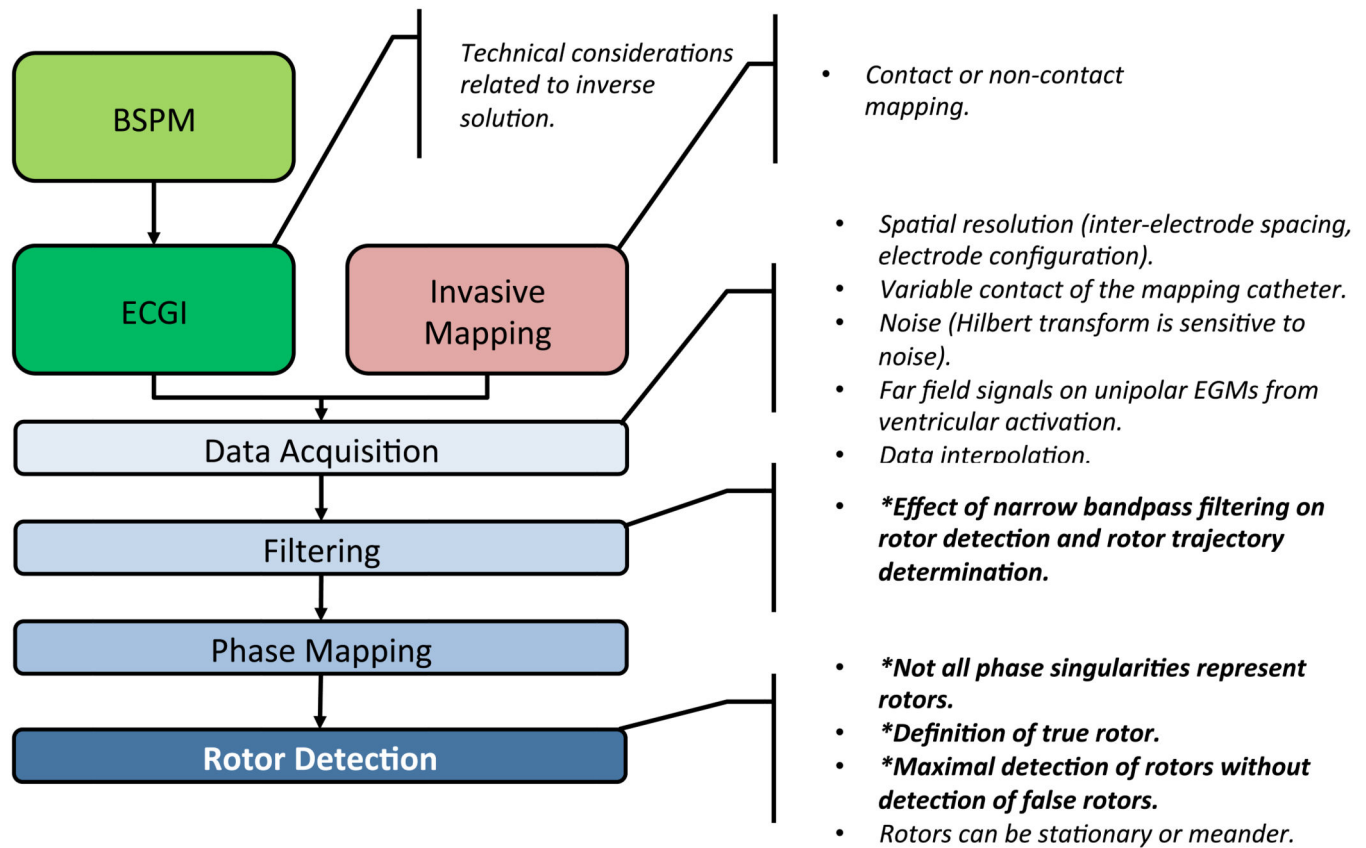 BSPM
Technical considerations
related to inverse
solution.
• Contact or non-contact
mapping.
ECGI
Invasive
Mapping
• Spatial resolution (inter-electrode spacing,
electrode configuration).
• Variable contact of the mapping catheter.
• Noise (Hilbert transform is sensitive to
noise).
• Far field signals on unipolar EGMs from
ventricular activation.
• Data interpolation.
Data Acquisition
Filtering
• *Effect of narrow bandpass filtering on
rotor detection and rotor trajectory
determination.
Phase Mapping
Rotor Detection
• *Not all phase singularities represent
rotors.
• *Definition of true rotor.
• *Maximal detection of rotors without
detection of false rotors.
• Rotors can be stationary or meander.